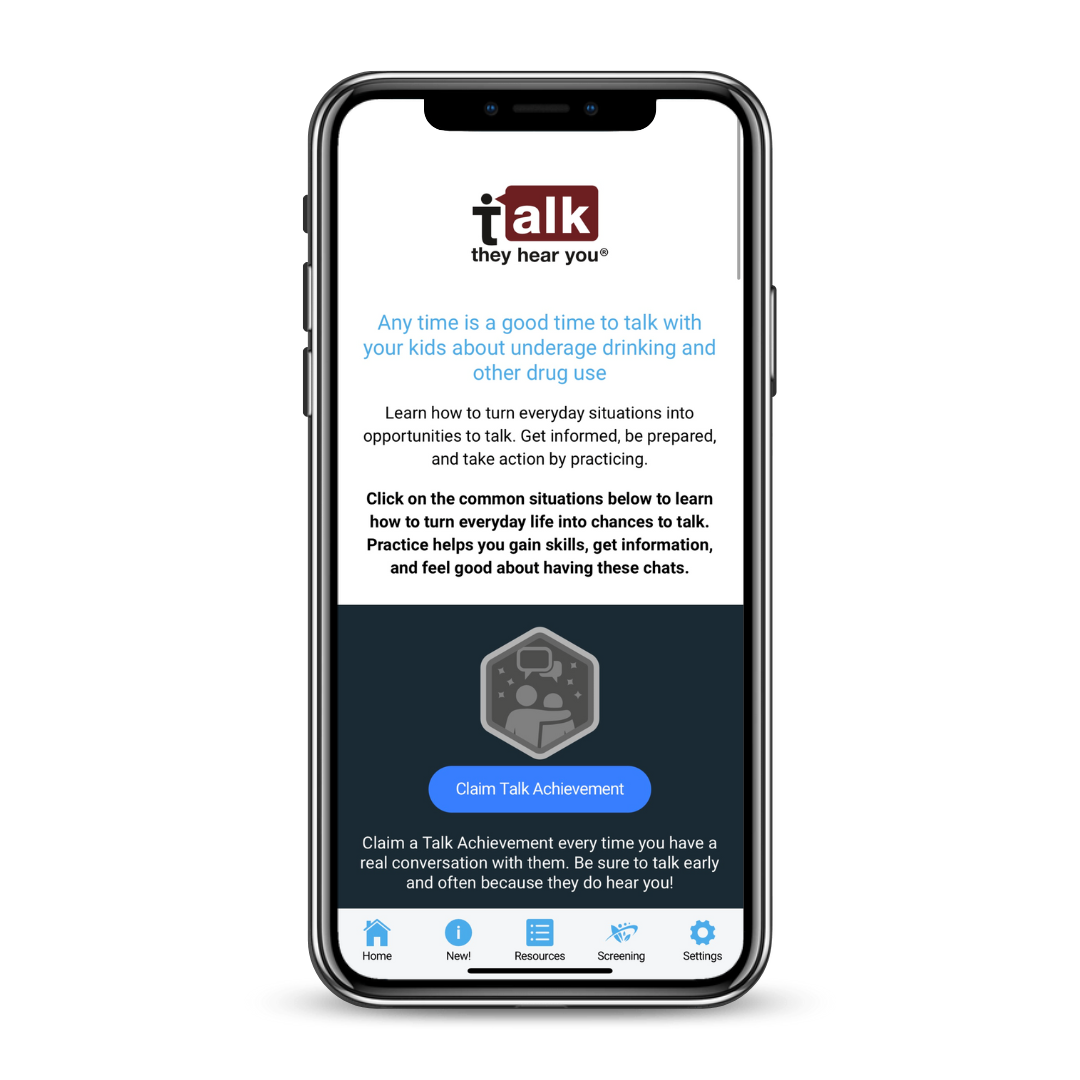 talk
they hear you®
Any time is a good time to talk with
your kids about underage drinking and
other drug use
Learn how to turn everyday situations into
opportunities to talk. Get informed, be prepared,
and take action by practicing.
Click on the common situations below to learn
how to turn everyday life into chances to talk.
Practice helps you gain skills, get information,
and feel good about having these chats.
Claim Talk Achievement
Claim a Talk Achievement every time you have a
real conversation with them. Be sure to talk early
and often because they do hear you!
Home
New!
Resources
Screening
Settings